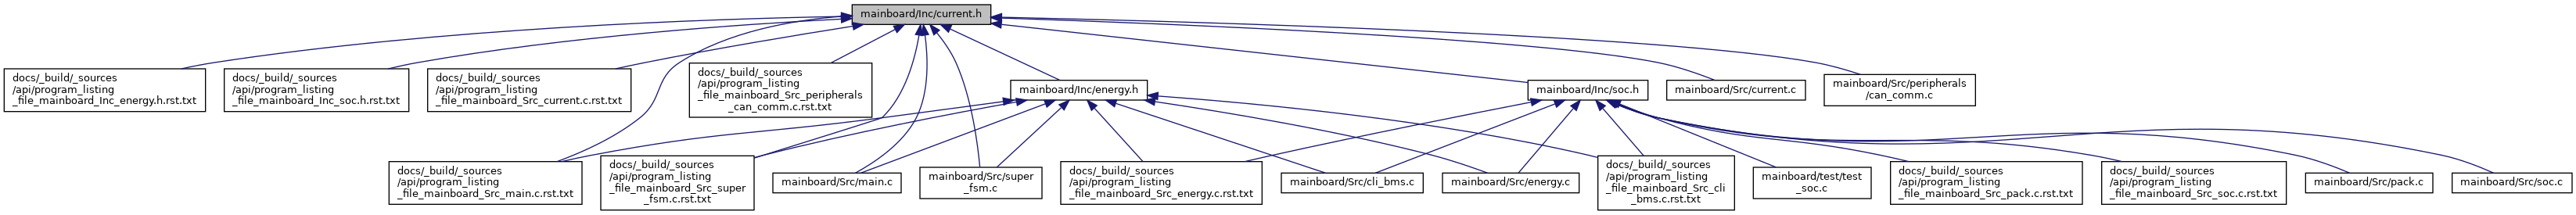 mainboard/Inc/current.h
docs/_build/_sources
/api/program_listing
_file_mainboard_Inc_energy.h.rst.txt
docs/_build/_sources
/api/program_listing
_file_mainboard_Inc_soc.h.rst.txt
docs/_build/_sources
/api/program_listing
_file_mainboard_Src_current.c.rst.txt
docs/_build/_sources
/api/program_listing
_file_mainboard_Src_peripherals
_can_comm.c.rst.txt
mainboard/Inc/energy.h
mainboard/Inc/soc.h
mainboard/Src/current.c
mainboard/Src/peripherals
/can_comm.c
docs/_build/_sources
/api/program_listing
_file_mainboard_Src_main.c.rst.txt
docs/_build/_sources
/api/program_listing
_file_mainboard_Src_super
_fsm.c.rst.txt
mainboard/Src/main.c
mainboard/Src/super
_fsm.c
docs/_build/_sources
/api/program_listing
_file_mainboard_Src_energy.c.rst.txt
mainboard/Src/cli_bms.c
mainboard/Src/energy.c
docs/_build/_sources
/api/program_listing
_file_mainboard_Src_cli
_bms.c.rst.txt
mainboard/test/test
_soc.c
docs/_build/_sources
/api/program_listing
_file_mainboard_Src_pack.c.rst.txt
docs/_build/_sources
/api/program_listing
_file_mainboard_Src_soc.c.rst.txt
mainboard/Src/pack.c
mainboard/Src/soc.c